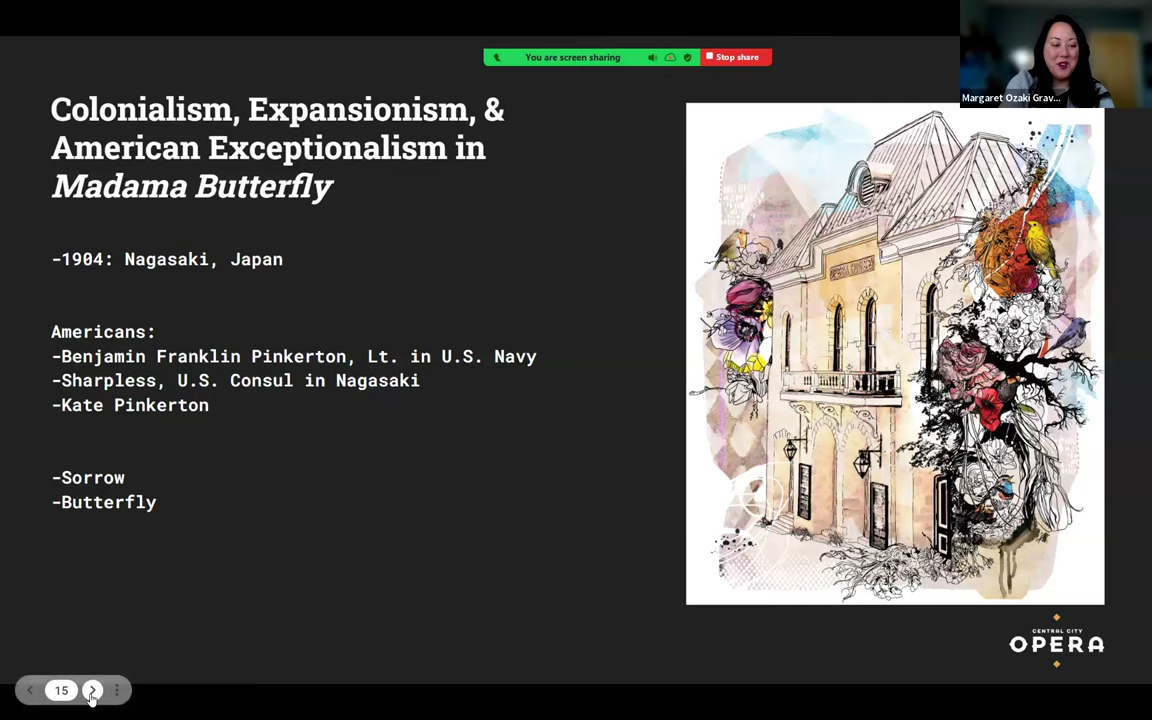 You are screen sharing
Stop share
Margaret Ozaki Grav...
Colonialism, Expansionism, &
American Exceptionalism in
Madama Butterfly
-1904: Nagasaki, Japan
Americans:
-Benjamin Franklin Pinkerton, Lt. in U.S. Navy
-Sharpless, U.S. Consul in Nagasaki
-Kate Pinkerton
-Sorrow
-Butterfly
CENTRAL CITY
OPERA
15